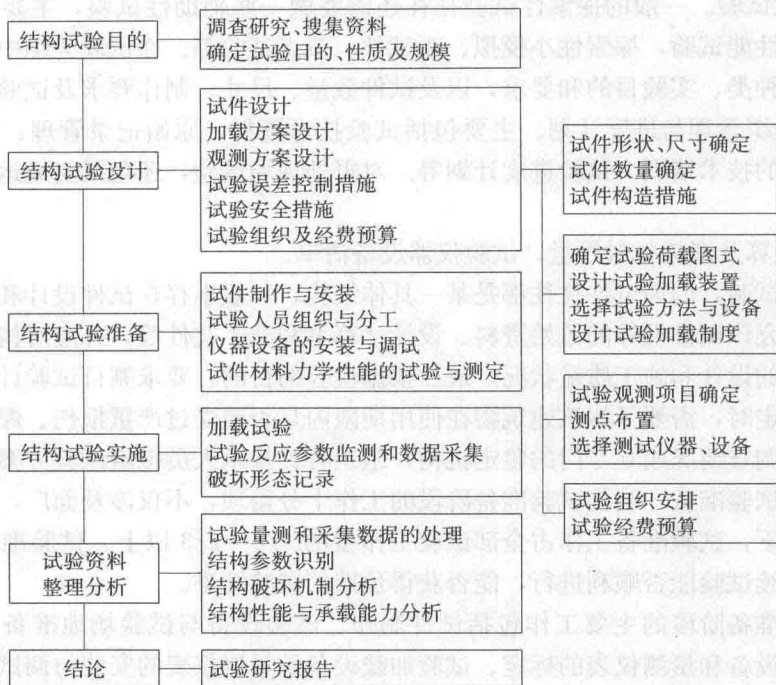 结构试验目的
调查研究、搜集资料
确定试验目的、性质及规模
结构试验设计
试件设计
加载方案设计
观测方案设计
试验误差控制措施
试验安全措施
试验组织及经费预算
试件形状、尺寸确定
试件数量确定
试件构造措施
确定试验荷载图式
设计试验加载装置
选择试验方法与设备
设计试验加载制度
试验观测项目确定
测点布置
选择测试仪器、设备
试验组织安排
试验经费预算
结构试验准备
试件制作与安装
试验人员组织与分工
仪器设备的安装与调试
试件材料力学性能的试验与测定
结构试验实施
加载试验
试验反应参数监测和数据采集
破坏形态记录
试验资料
整理分析
试验量测和采集数据的处理
结构参数识别
结构破坏机制分析
结构性能与承载能力分析
结论
试验研究报告